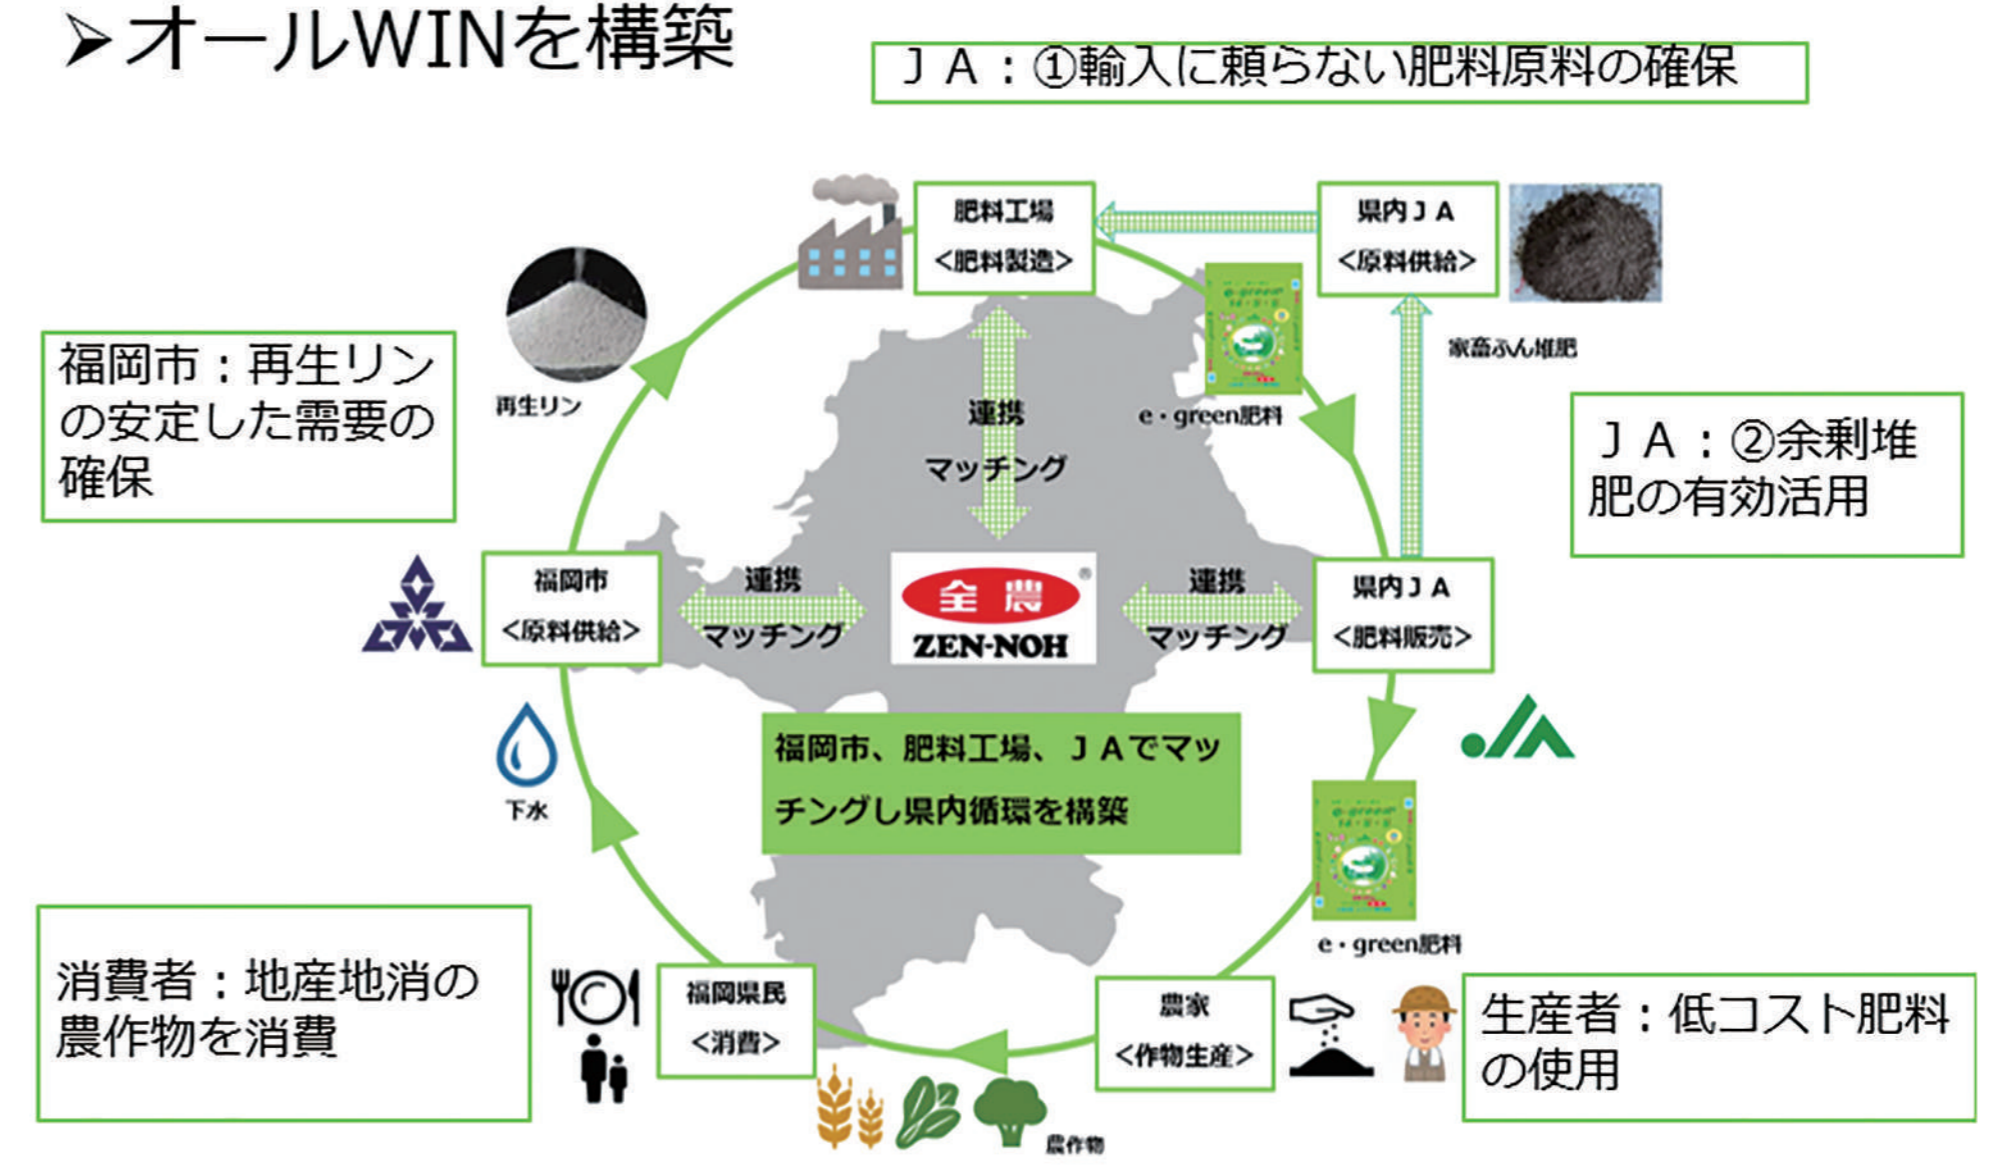 ➢オールWINを構築
ＪＡ：①輸入に頼らない肥料原料の確保
肥料工場
＜肥料製造＞
県内ＪＡ
＜原料供給＞
家畜ふん堆肥
再生リン
e・green肥料
福岡市：再生リン
の安定した需要の
確保
連携
マッチング
ＪＡ：②余剰堆
肥の有効活用
福岡市
＜原料供給＞
連携
マッチング
全農
®
ZEN-NOH
連携
マッチング
県内ＪＡ
＜肥料販売＞
下水
福岡市、肥料工場、ＪＡでマッ
チングし県内循環を構築
JA
e-green
e-green
e・green肥料
消費者：地産地消の
農作物を消費
福岡県民
＜消費＞
農家
＜作物生産＞
生産者：低コスト肥料
の使用
農作物